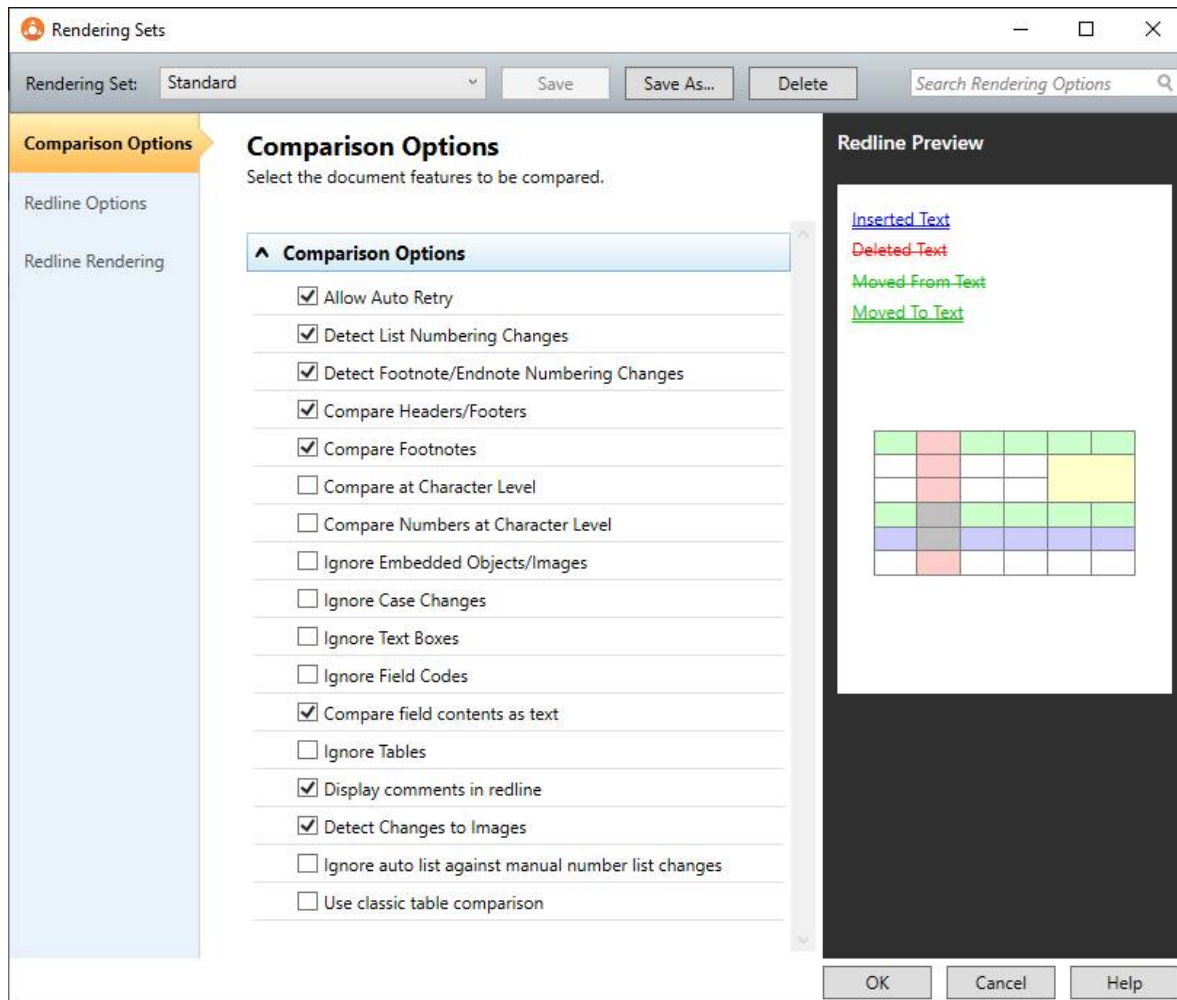 Rendering Sets
Rendering Set: Standard Save Save As... Delete Search Rendering Options
Comparison Options
Redline Options
Redline Rendering
Comparison Options
Select the document features to be compared.
Comparison Options
Allow Auto Retry
Detect List Numbering Changes
Detect Footnote/Endnote Numbering Changes
Compare Headers/Footers
Compare Footnotes
Compare at Character Level
Compare Numbers at Character Level
Ignore Embedded Objects/Images
Ignore Case Changes
Ignore Text Boxes
Ignore Field Codes
Compare field contents as text
Ignore Tables
Display comments in redline
Detect Changes to Images
Ignore auto list against manual number list changes
Use classic table comparison
Redline Preview
Inserted Text
Deleted Text
Moved From Text
Moved To Text
OK Cancel Help